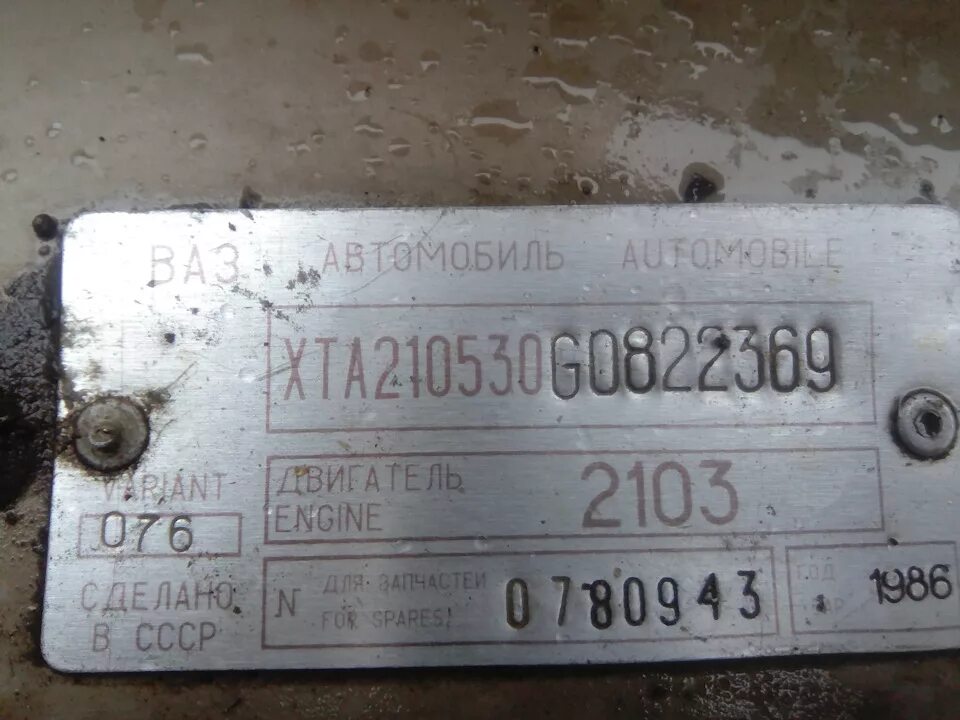 ВАЗ АВТОМОБИЛЬ AUTOMOBILE
XTA210530G0822369
VARIANT
076
ДВИГАТЕЛЬ
ENGINE
2103
СДЕЛАНО
В СССР
N
ДЛЯ ЗАПЧАСТЕЙ
FOR SPARES
0780943
ГОД
1986